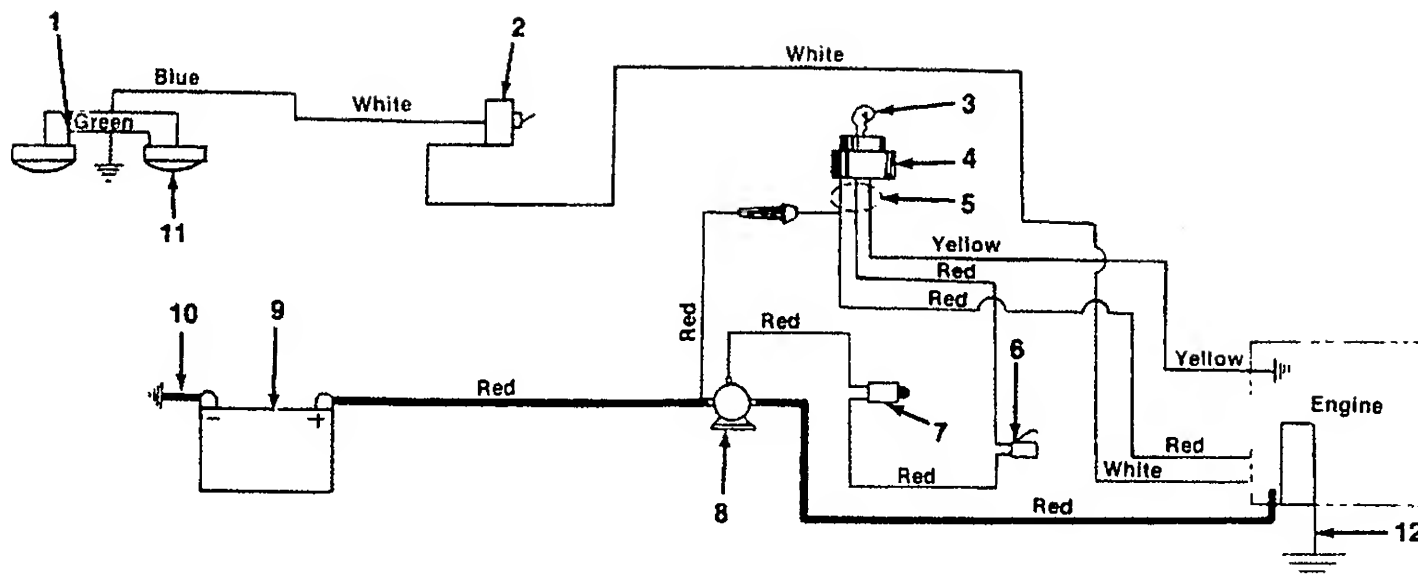 1
2
White
Blue
White
3
Green
4
5
11
Yellow
Red
Red
10
9
Red
Red
6
Yellow
Red
- +
7
Engine
8
Red
Red
White
Red
12